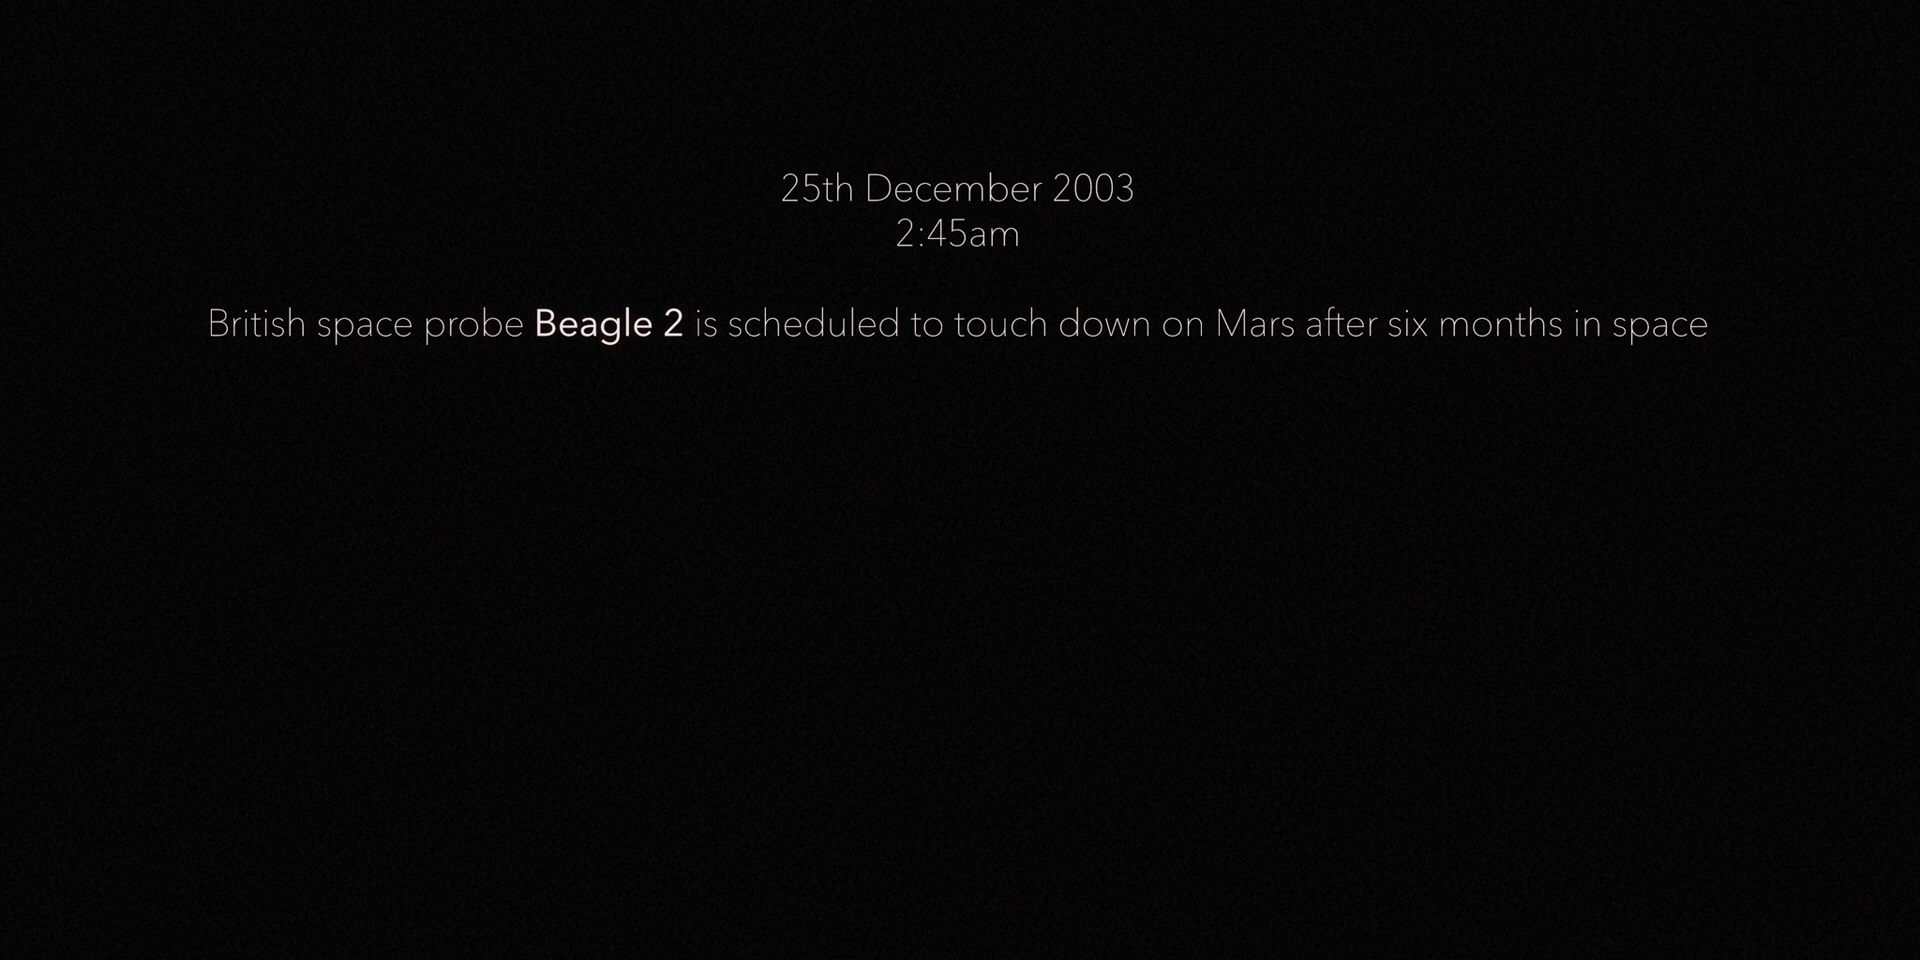 25th December 2003
2:45am
British space probe Beagle 2 is scheduled to touch down on Mars after six months in space